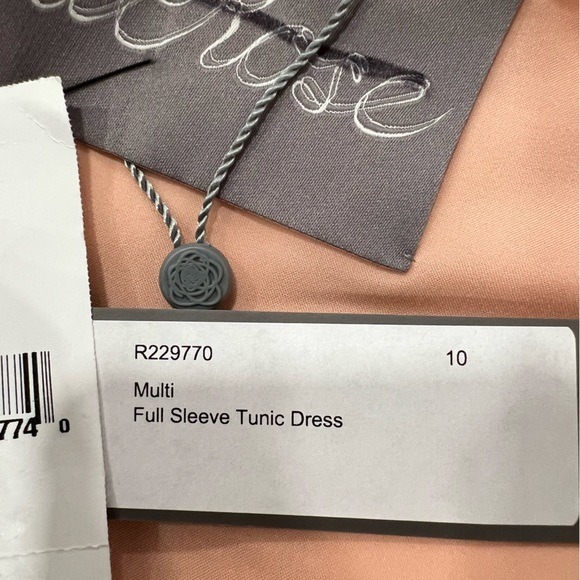 R229770 10
Multi
Full Sleeve Tunic Dress
774 0